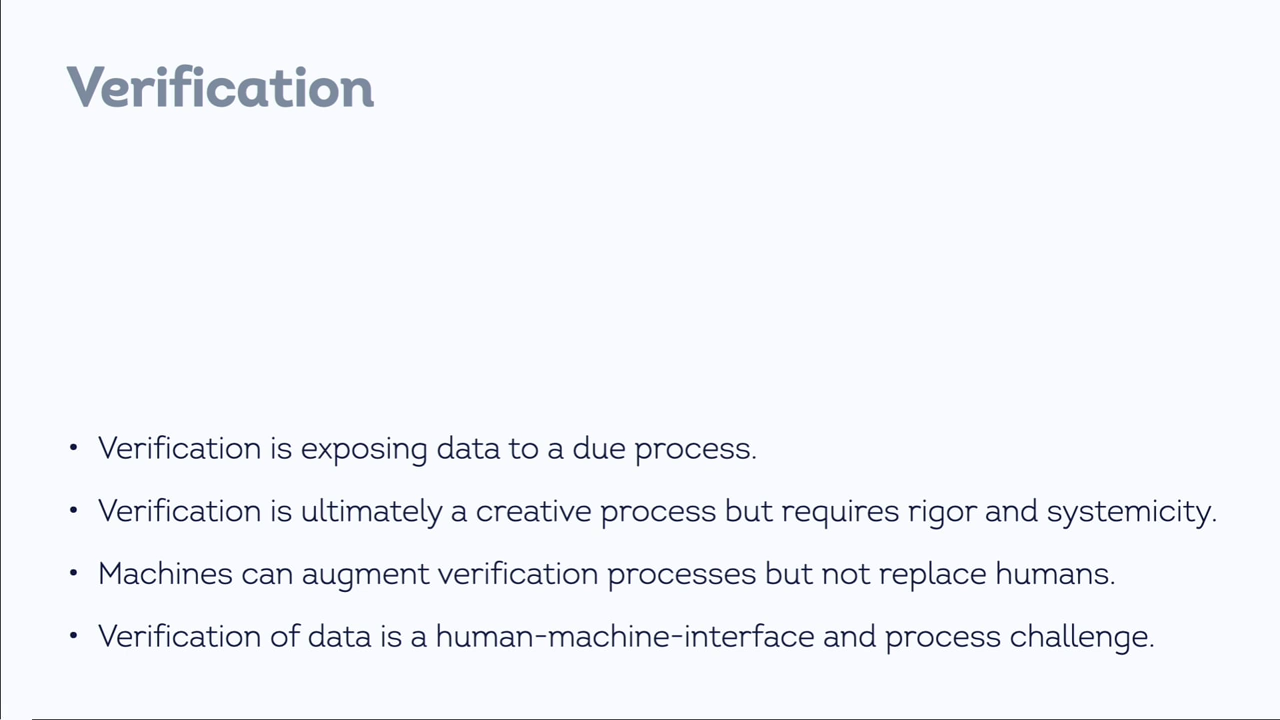 Verification
• Verification is exposing data to a due process.
• Verification is ultimately a creative process but requires rigor and systemicity.
• Machines can augment verification processes but not replace humans.
• Verification of data is a human-machine-interface and process challenge.